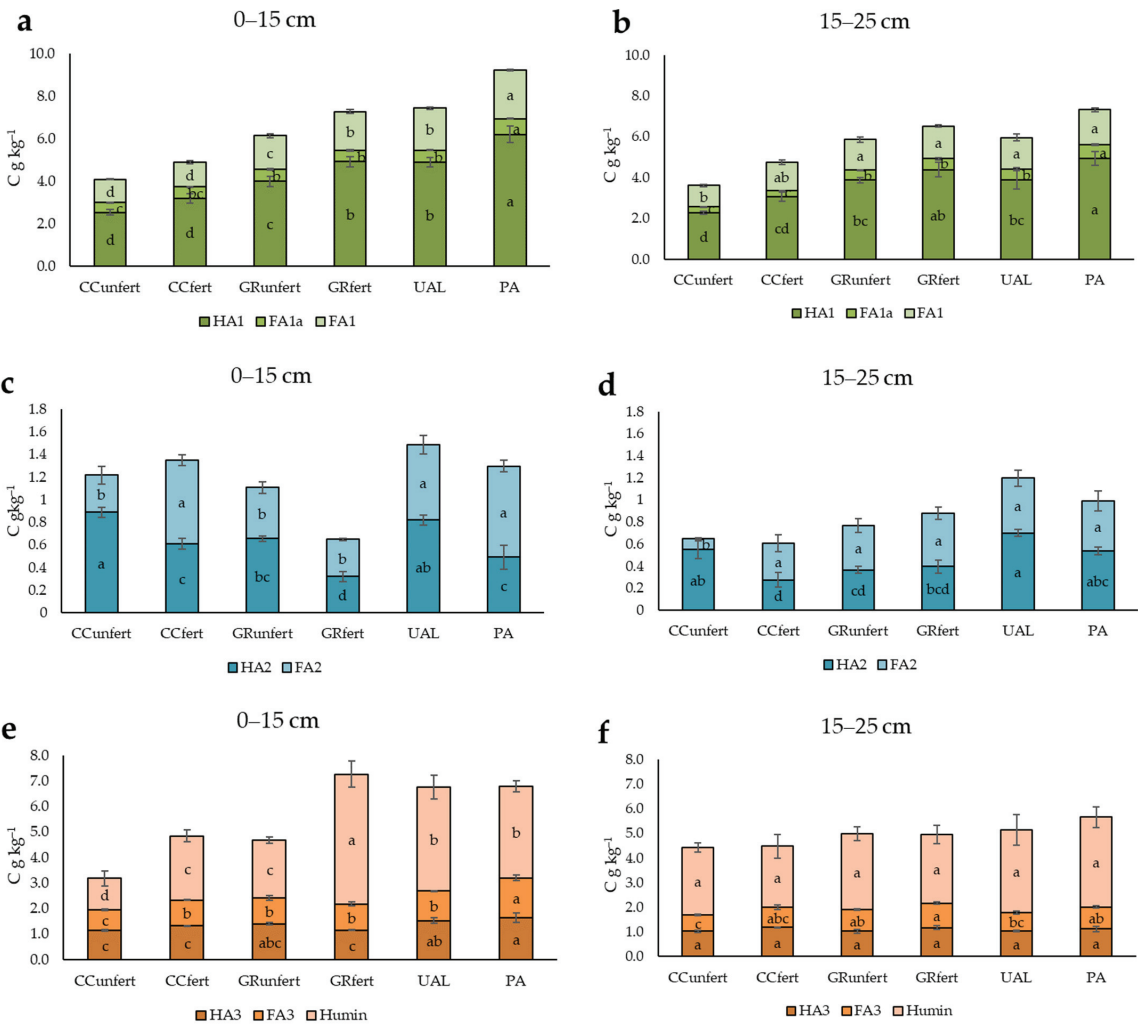 a
0–15 cm
C g kg⁻¹
10.0
8.0
6.0
4.0
2.0
0.0
d c d
d bc d
c b c
b b b
b b b
a a a
CCunfert CCfert GRunfert GRfert UAL PA
HA1 FA1a FA1
b
15–25 cm
C g kg⁻¹
10.0
8.0
6.0
4.0
2.0
0.0
b
d
ab
a
cd
a
b
bc
a
b
ab
a
b
bc
a
a
a
CCunfert CCfert GRunfert GRfert UAL PA
HA1 FA1a FA1
c
0–15 cm
C gkg⁻¹
1.8
1.6
1.4
1.2
1
0.8
0.6
0.4
0.2
0
b a b b a a
a c bc d ab c
CCunfert CCfert GRunfert GRfert UAL PA
HA2 FA2
d
15–25 cm
C g kg⁻¹
1.8
1.6
1.4
1.2
1
0.8
0.6
0.4
0.2
0
b a a a a a
ab d cd bcd a abc
CCunfert CCfert GRunfert GRfert UAL PA
HA2 FA2
e
0–15 cm
C g kg⁻¹
8.0
7.0
6.0
5.0
4.0
3.0
2.0
1.0
0.0
d c c a b b
c b b b b a
c c abc c ab a
CCunfert CCfert GRunfert GRfert UAL PA
HA3 FA3 Humin
f
15–25 cm
C g kg⁻¹
8.0
7.0
6.0
5.0
4.0
3.0
2.0
1.0
0.0
a a a a a a
c abc ab a bc ab
a a a a a a
CCunfert CCfert GRunfert GRfert UAL PA
HA3 FA3 Humin